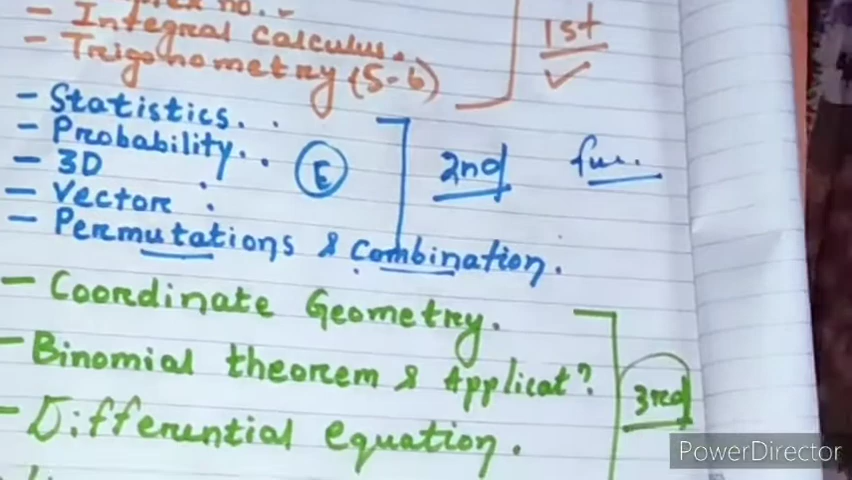 no.
- Integral calculus.
- Trigonometry (5-6)
1st
- Statistics.
- Probability.
- 3D
- Vector
- Permutations & Combination.
E
2nd
- Coordinate Geometry.
- Binomial theorem & Applicat?
- Differential equation.
3rd
PowerDirector